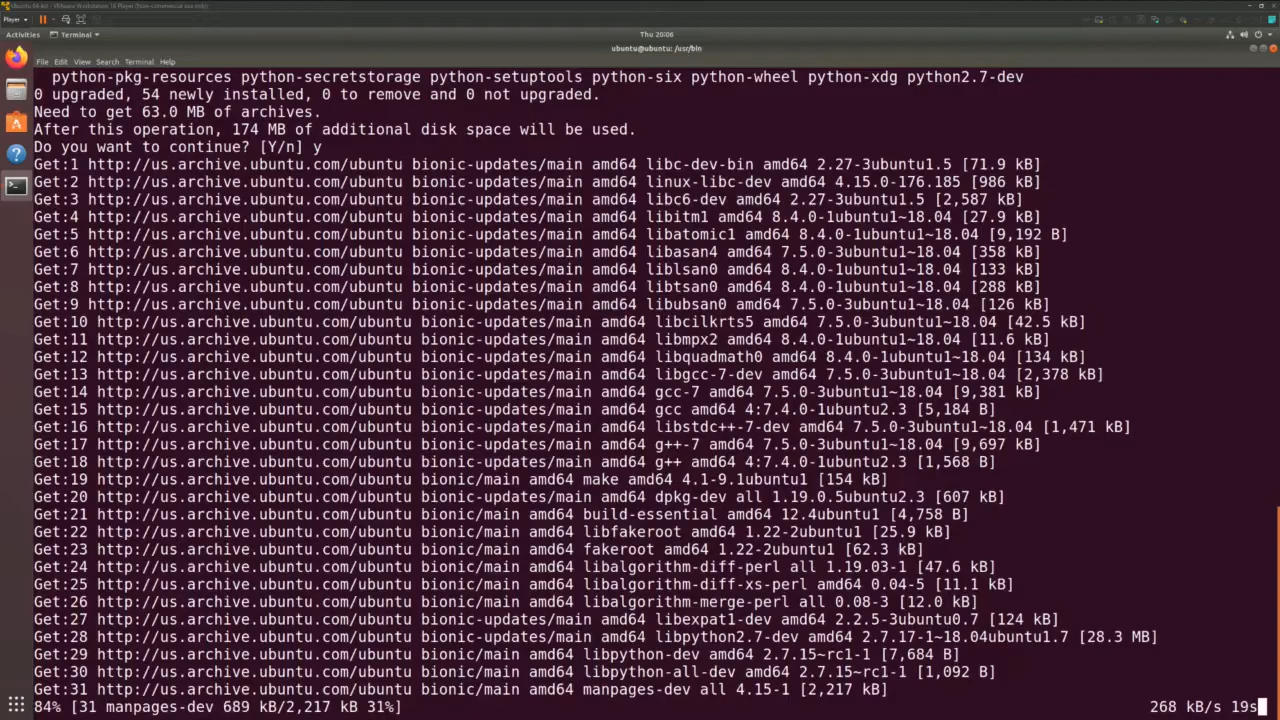 Ubuntu 64-bit - VMware Workstation 16 Player (Non-commercial use only)
Player
Activities
Terminal
Thu 20:06
ubuntu@ubuntu: /usr/bin
File Edit View Search Terminal Help
python-pkg-resources python-secretstorage python-setuptools python-six python-wheel python-xdg python2.7-dev
0 upgraded, 54 newly installed, 0 to remove and 0 not upgraded.
Need to get 63.0 MB of archives.
After this operation, 174 MB of additional disk space will be used.
Do you want to continue? [Y/n] y
Get:1 http://us.archive.ubuntu.com/ubuntu bionic-updates/main amd64 libc-dev-bin amd64 2.27-3ubuntu1.5 [71.9 kB]
Get:2 http://us.archive.ubuntu.com/ubuntu bionic-updates/main amd64 linux-libc-dev amd64 4.15.0-176.185 [986 kB]
Get:3 http://us.archive.ubuntu.com/ubuntu bionic-updates/main amd64 libc6-dev amd64 2.27-3ubuntu1.5 [2,587 kB]
Get:4 http://us.archive.ubuntu.com/ubuntu bionic-updates/main amd64 libitm1 amd64 8.4.0-1ubuntu1~18.04 [27.9 kB]
Get:5 http://us.archive.ubuntu.com/ubuntu bionic-updates/main amd64 libatomic1 amd64 8.4.0-1ubuntu1~18.04 [9,192 B]
Get:6 http://us.archive.ubuntu.com/ubuntu bionic-updates/main amd64 libasan4 amd64 7.5.0-3ubuntu1~18.04 [358 kB]
Get:7 http://us.archive.ubuntu.com/ubuntu bionic-updates/main amd64 liblsan0 amd64 8.4.0-1ubuntu1~18.04 [133 kB]
Get:8 http://us.archive.ubuntu.com/ubuntu bionic-updates/main amd64 libtsan0 amd64 8.4.0-1ubuntu1~18.04 [288 kB]
Get:9 http://us.archive.ubuntu.com/ubuntu bionic-updates/main amd64 libubsan0 amd64 7.5.0-3ubuntu1~18.04 [126 kB]
Get:10 http://us.archive.ubuntu.com/ubuntu bionic-updates/main amd64 libcilkrts5 amd64 7.5.0-3ubuntu1~18.04 [42.5 kB]
Get:11 http://us.archive.ubuntu.com/ubuntu bionic-updates/main amd64 libmpx2 amd64 8.4.0-1ubuntu1~18.04 [11.6 kB]
Get:12 http://us.archive.ubuntu.com/ubuntu bionic-updates/main amd64 libquadmath0 amd64 8.4.0-1ubuntu1~18.04 [134 kB]
Get:13 http://us.archive.ubuntu.com/ubuntu bionic-updates/main amd64 libgcc-7-dev amd64 7.5.0-3ubuntu1~18.04 [2,378 kB]
Get:14 http://us.archive.ubuntu.com/ubuntu bionic-updates/main amd64 gcc-7 amd64 7.5.0-3ubuntu1~18.04 [9,381 kB]
Get:15 http://us.archive.ubuntu.com/ubuntu bionic-updates/main amd64 gcc amd64 4:7.4.0-1ubuntu2.3 [5,184 B]
Get:16 http://us.archive.ubuntu.com/ubuntu bionic-updates/main amd64 libstdc++-7-dev amd64 7.5.0-3ubuntu1~18.04 [1,471 kB]
Get:17 http://us.archive.ubuntu.com/ubuntu bionic-updates/main amd64 g++-7 amd64 7.5.0-3ubuntu1~18.04 [9,697 kB]
Get:18 http://us.archive.ubuntu.com/ubuntu bionic-updates/main amd64 g++ amd64 4:7.4.0-1ubuntu2.3 [1,568 B]
Get:19 http://us.archive.ubuntu.com/ubuntu bionic/main amd64 make amd64 4.1-9.1ubuntu1 [154 kB]
Get:20 http://us.archive.ubuntu.com/ubuntu bionic-updates/main amd64 dpkg-dev all 1.19.0.5ubuntu2.3 [607 kB]
Get:21 http://us.archive.ubuntu.com/ubuntu bionic/main amd64 build-essential amd64 12.4ubuntu1 [4,758 B]
Get:22 http://us.archive.ubuntu.com/ubuntu bionic/main amd64 libfakeroot amd64 1.22-2ubuntu1 [25.9 kB]
Get:23 http://us.archive.ubuntu.com/ubuntu bionic/main amd64 fakeroot amd64 1.22-2ubuntu1 [62.3 kB]
Get:24 http://us.archive.ubuntu.com/ubuntu bionic/main amd64 libalgorithm-diff-perl all 1.19.03-1 [47.6 kB]
Get:25 http://us.archive.ubuntu.com/ubuntu bionic/main amd64 libalgorithm-diff-xs-perl amd64 0.04-5 [11.1 kB]
Get:26 http://us.archive.ubuntu.com/ubuntu bionic/main amd64 libalgorithm-merge-perl all 0.08-3 [12.0 kB]
Get:27 http://us.archive.ubuntu.com/ubuntu bionic-updates/main amd64 libexpat1-dev amd64 2.2.5-3ubuntu0.7 [124 kB]
Get:28 http://us.archive.ubuntu.com/ubuntu bionic-updates/main amd64 libpython2.7-dev amd64 2.7.17-1~18.04ubuntu1.7 [28.3 MB]
Get:29 http://us.archive.ubuntu.com/ubuntu bionic/main amd64 libpython-dev amd64 2.7.15~rc1-1 [7,684 B]
Get:30 http://us.archive.ubuntu.com/ubuntu bionic/main amd64 libpython-all-dev amd64 2.7.15~rc1-1 [1,092 B]
Get:31 http://us.archive.ubuntu.com/ubuntu bionic/main amd64 manpages-dev all 4.15-1 [2,217 kB]
84% [31 manpages-dev 689 kB/2,217 kB 31%] 268 kB/s 19s